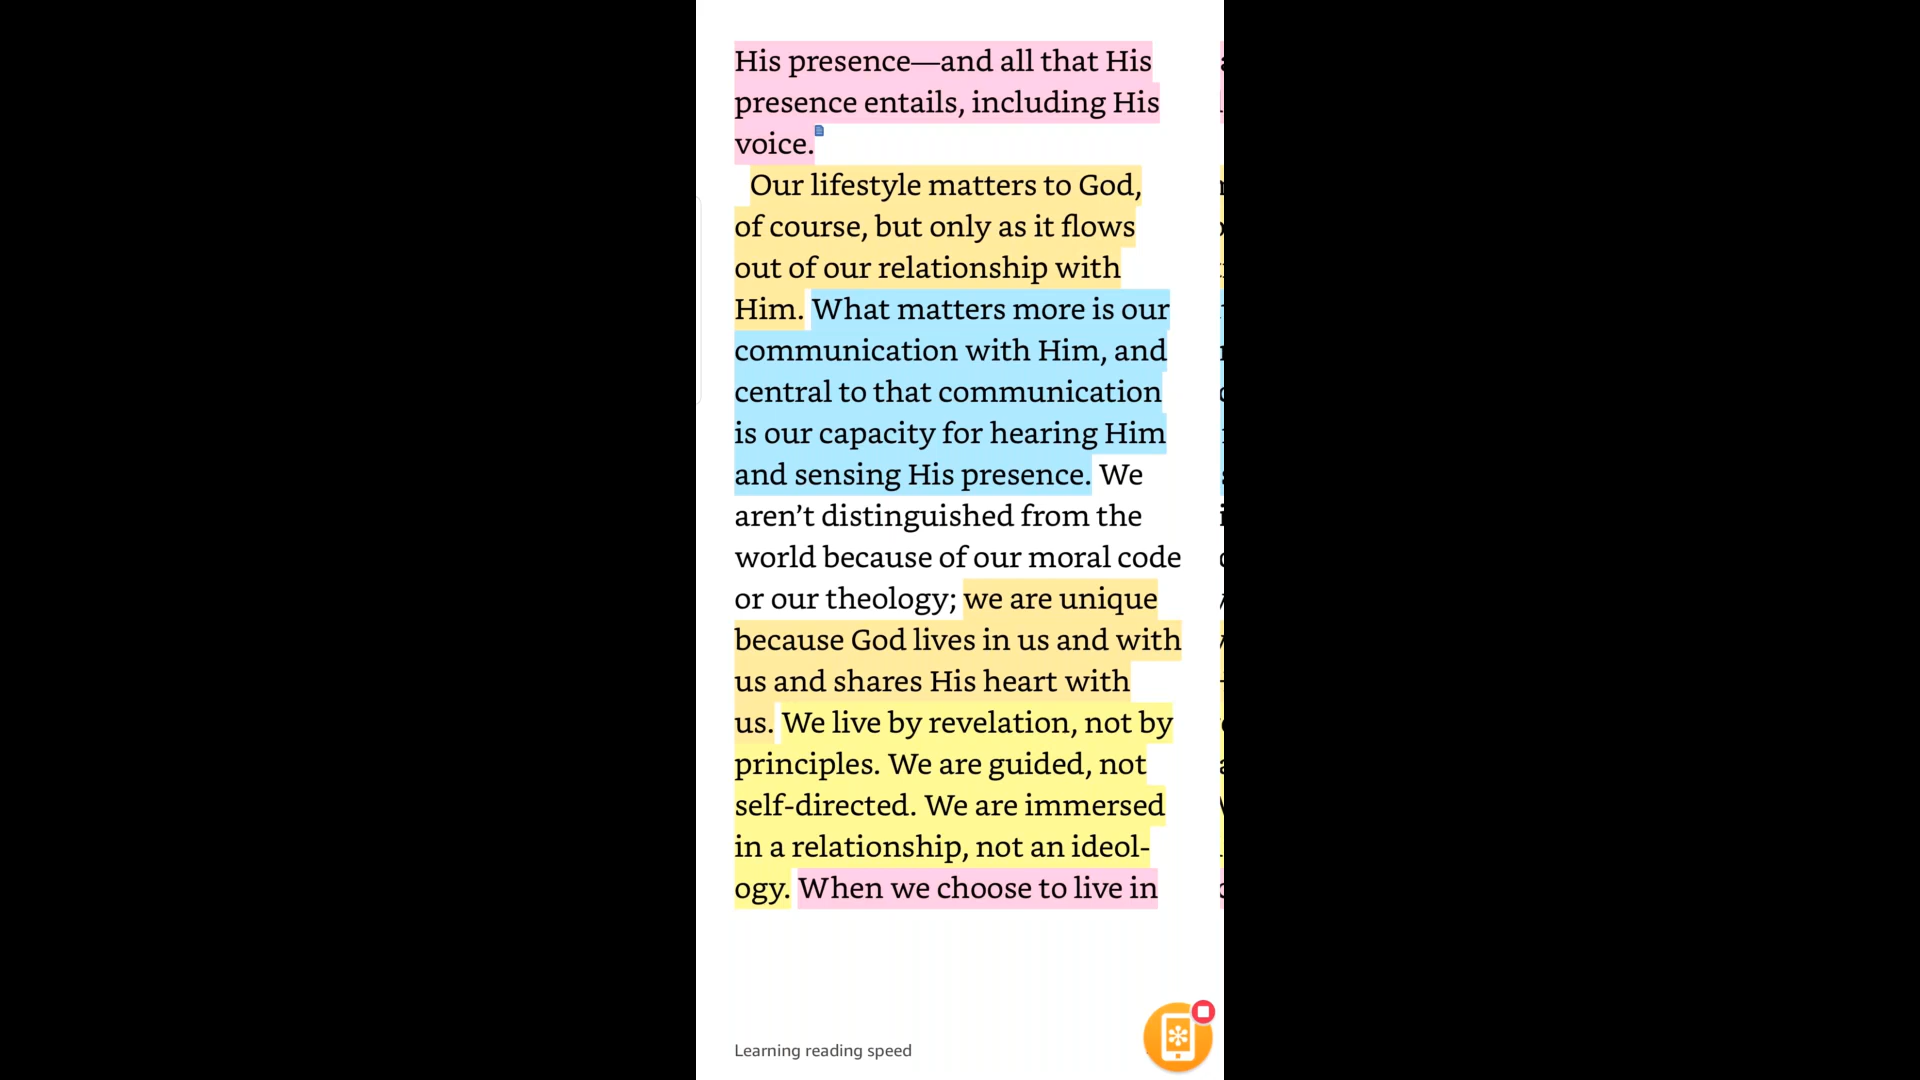 His presence—and all that His
presence entails, including His
voice.
Our lifestyle matters to God,
of course, but only as it flows
out of our relationship with
Him. What matters more is our
communication with Him, and
central to that communication
is our capacity for hearing Him
and sensing His presence. We
aren’t distinguished from the
world because of our moral code
or our theology; we are unique
because God lives in us and with
us and shares His heart with
us. We live by revelation, not by
principles. We are guided, not
self-directed. We are immersed
in a relationship, not an ideol-
ogy. When we choose to live in
Learning reading speed